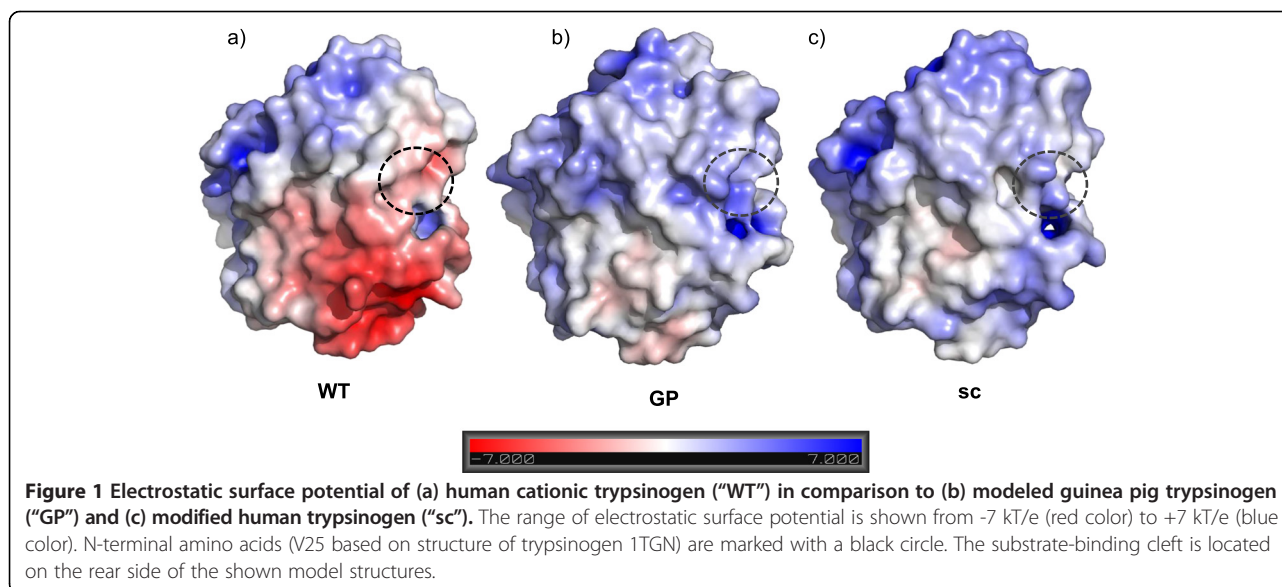 a)
b)
c)
WT
GP
sc
-7.000
7.000
Figure 1 Electrostatic surface potential of (a) human cationic trypsinogen (“WT”) in comparison to (b) modeled guinea pig trypsinogen
(“GP”) and (c) modified human trypsinogen (“sc”). The range of electrostatic surface potential is shown from -7 kT/e (red color) to +7 kT/e (blue
color). N-terminal amino acids (V25 based on structure of trypsinogen 1TGN) are marked with a black circle. The substrate-binding cleft is located
on the rear side of the shown model structures.